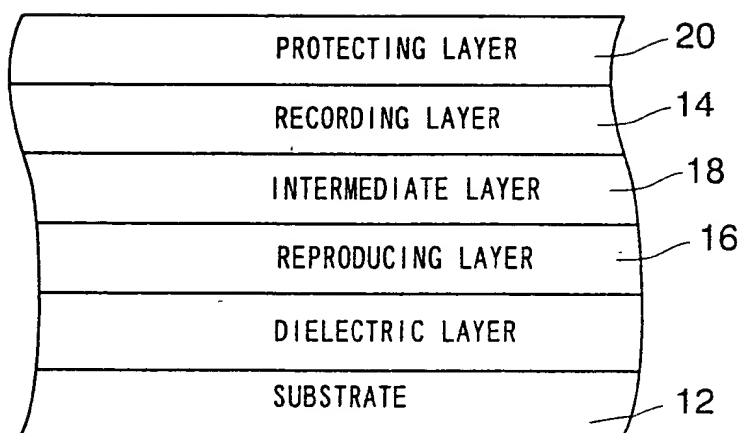 PROTECTING LAYER 20
RECORDING LAYER 14
INTERMEDIATE LAYER 18
REPRODUCING LAYER 16
DIELECTRIC LAYER
SUBSTRATE 12